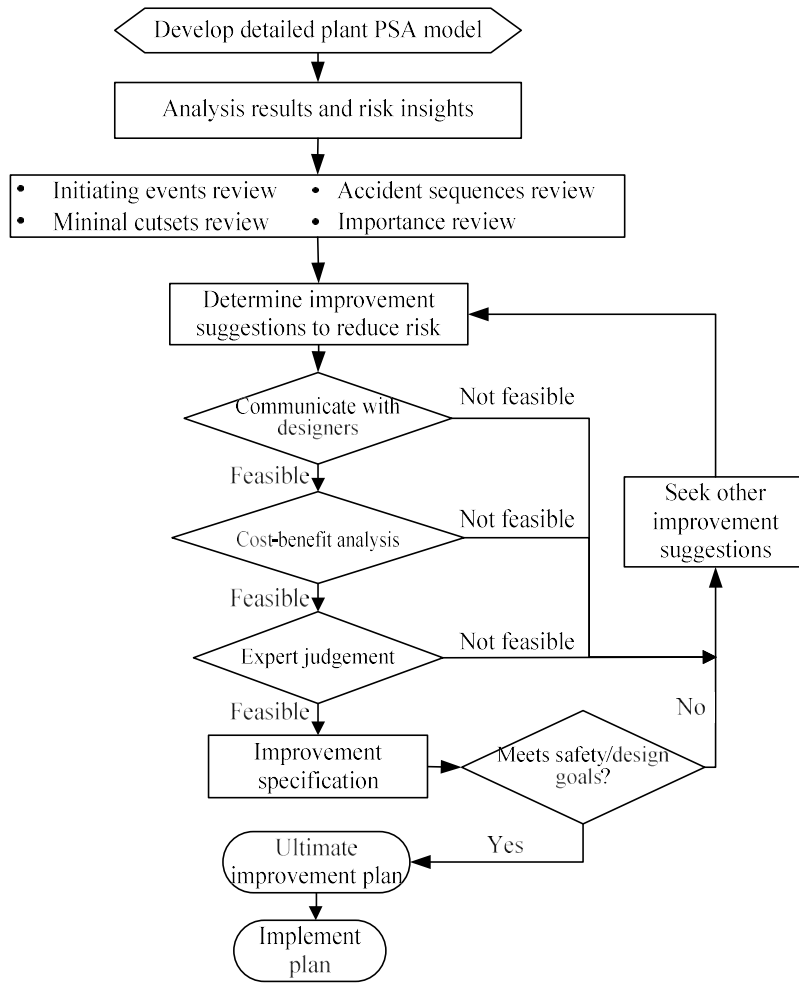 Develop detailed plant PSA model
Analysis results and risk insights
• Initiating events review • Accident sequences review
• Mininal cutsets review • Importance review
Determine improvement
suggestions to reduce risk
Communicate with
designers
Not feasible
Feasible
Cost-benefit analysis
Not feasible
Seek other
improvement
suggestions
Feasible
Expert judgement
Not feasible
Feasible
No
Improvement
specification
Meets safety/design
goals?
Yes
Ultimate
improvement plan
Implement
plan